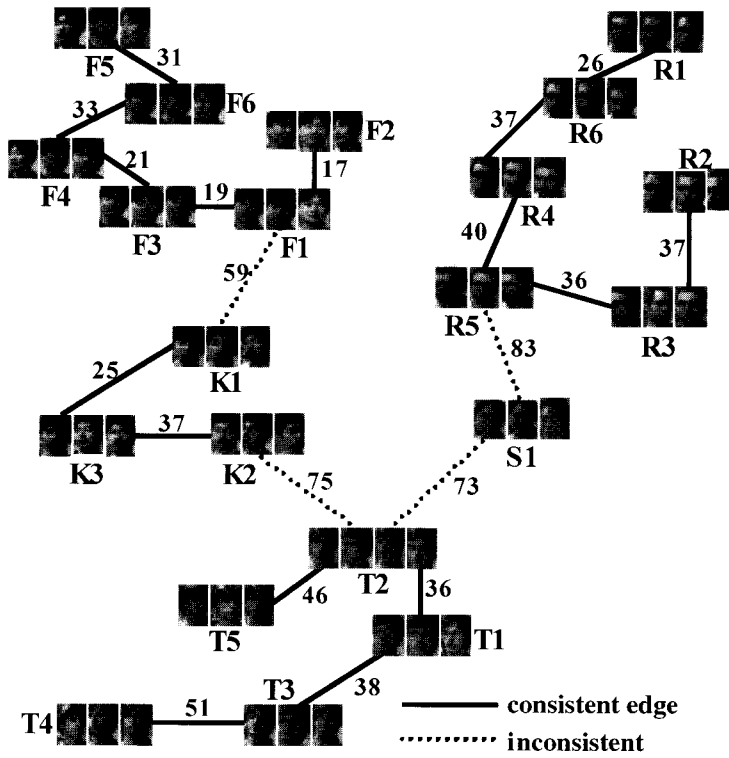 31
F5
26
R1
33
F6
37
R6
F2
21
17
R2
F4
19
R4
F3
F1
40
37
59
36
R5
R3
83
25
K1
37
S1
K3
K2
75
73
T2
46
36
T5
T1
T3
38
T4
51
consistent edge
inconsistent